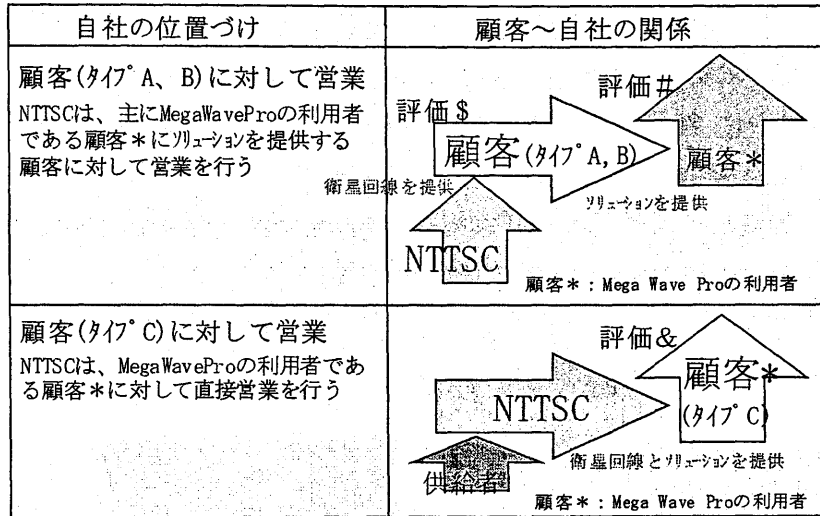 自社の位置づけ
顧客～自社の関係
顧客(ﾀｲﾌﾟA、B)に対して営業
NTTSCは、主にMegaWaveProの利用者
である顧客＊にｿﾘｭｰｼｮﾝを提供する
顧客に対して営業を行う
評価＄
評価＃
顧客(ﾀｲﾌﾟA,B)
顧客＊
衛星回線を提供
ｿﾘｭｰｼｮﾝを提供
NTTSC
顧客＊：Mega Wave Proの利用者
顧客(ﾀｲﾌﾟC)に対して営業
NTTSCは、MegaWaveProの利用者であ
る顧客＊に対して直接営業を行う
評価＆
顧客＊
(ﾀｲﾌﾟC)
NTTSC
衛星回線とｿﾘｭｰｼｮﾝを提供
供給者
顧客＊：Mega Wave Proの利用者